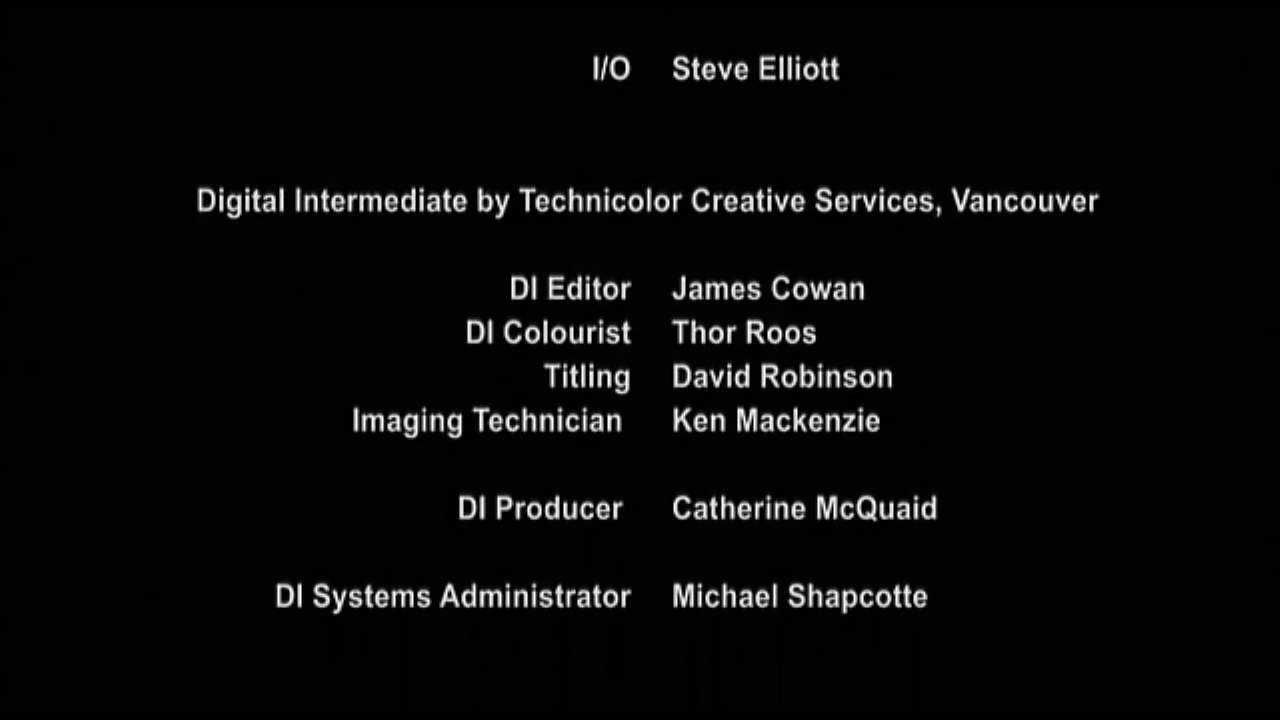 I/O Steve Elliott
Digital Intermediate by Technicolor Creative Services, Vancouver
DI Editor James Cowan
DI Colourist Thor Roos
Titling David Robinson
Imaging Technician Ken Mackenzie
DI Producer Catherine McQuaid
DI Systems Administrator Michael Shapcotte